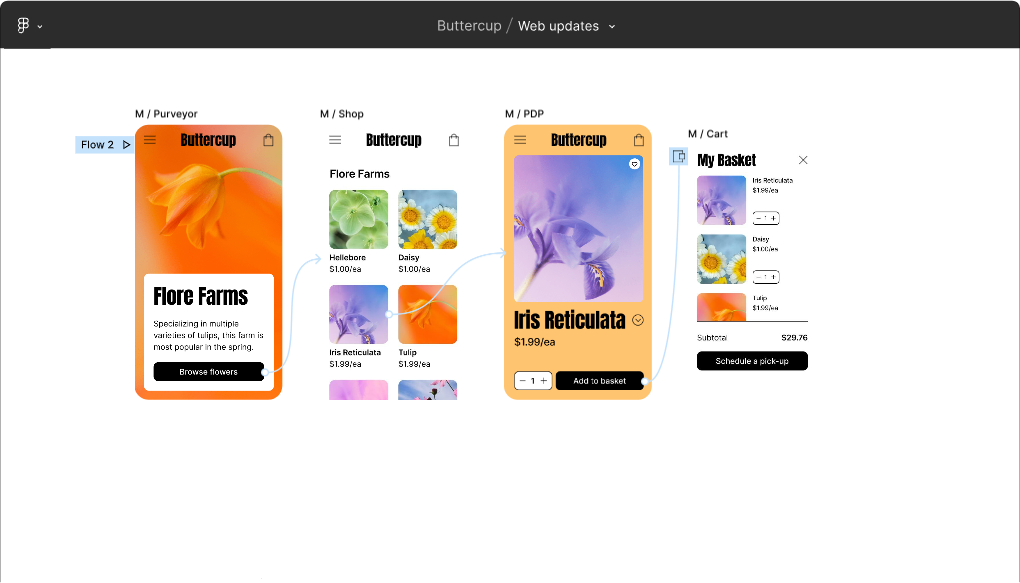 Buttercup / Web updates
M / Purveyor
Flow 2
Buttercup
Flore Farms
Specializing in multiple
varieties of tulips, this farm is
most popular in the spring.
Browse flowers
M / Shop
Buttercup
Flore Farms
Hellebore
$1.00/ea
Daisy
$1.00/ea
Iris Reticulata
$1.99/ea
Tulip
$1.99/ea
M / PDP
Buttercup
Iris Reticulata
$1.99/ea
− 1 +
Add to basket
M / Cart
My Basket
Iris Reticulata
$1.99/ea
− 1 +
Daisy
$1.00/ea
− 1 +
Tulip
$1.99/ea
Subtotal
$29.76
Schedule a pick-up